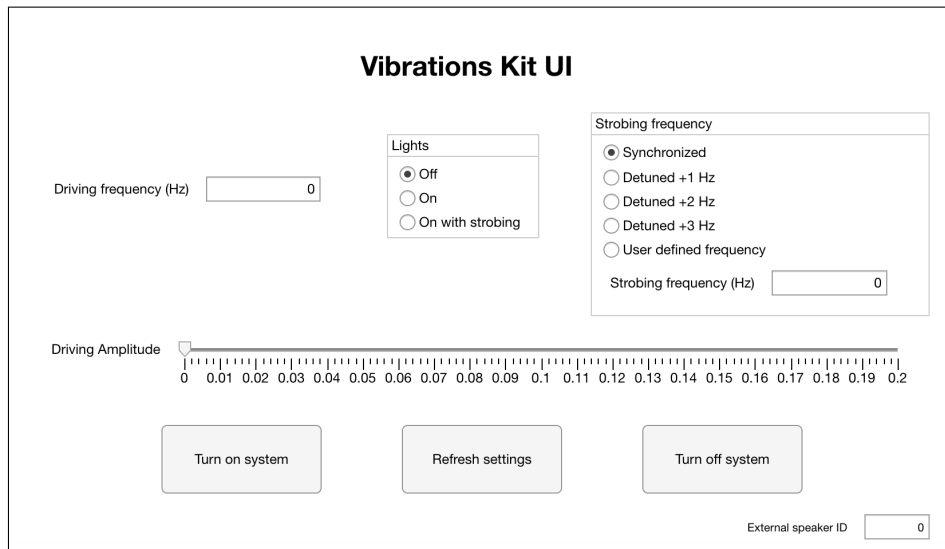 Vibrations Kit UI
Driving frequency (Hz) 0
Lights
Off
On
On with strobing
Strobing frequency
Synchronized
Detuned +1 Hz
Detuned +2 Hz
Detuned +3 Hz
User defined frequency
Strobing frequency (Hz) 0
Driving Amplitude
0 0.01 0.02 0.03 0.04 0.05 0.06 0.07 0.08 0.09 0.1 0.11 0.12 0.13 0.14 0.15 0.16 0.17 0.18 0.19 0.2
Turn on system Refresh settings Turn off system
External speaker ID 0